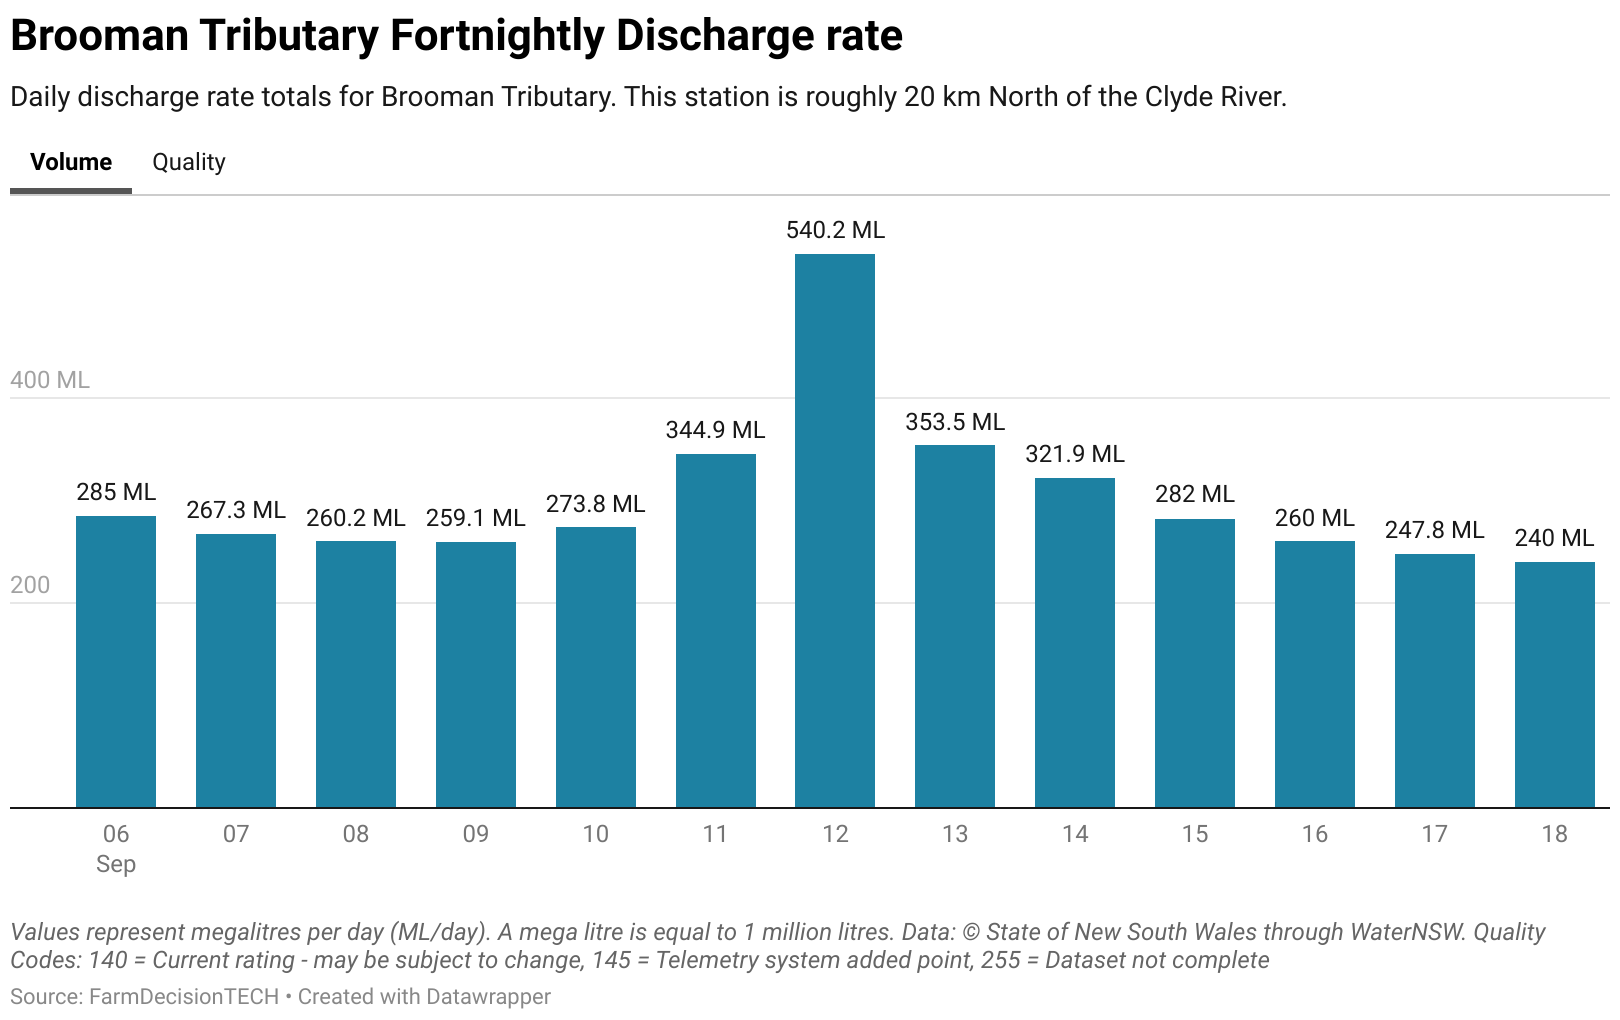 Brooman Tributary Fortnightly Discharge rate
Daily discharge rate totals for Brooman Tributary. This station is roughly 20 km North of the Clyde River.
Volume Quality
540.2 ML
400 ML
353.5 ML
344.9 ML
321.9 ML
285 ML
282 ML
273.8 ML
267.3 ML
260.2 ML
259.1 ML
260 ML
247.8 ML
240 ML
200
06 07 08 09 10 11 12 13 14 15 16 17 18
Sep
Values represent megalitres per day (ML/day). A mega litre is equal to 1 million litres. Data: © State of New South Wales through WaterNSW. Quality
Codes: 140 = Current rating - may be subject to change, 145 = Telemetry system added point, 255 = Dataset not complete
Source: FarmDecisionTECH • Created with Datawrapper